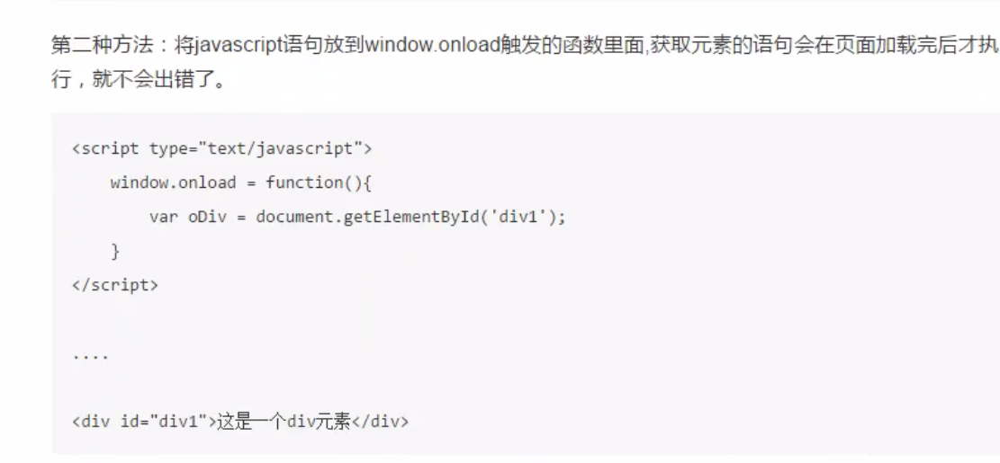 第二种方法：将javascript语句放到window.onload触发的函数里面,获取元素的语句会在页面加载完后才执
行，就不会出错了。
<script type="text/javascript">
    window.onload = function(){
        var oDiv = document.getElementById('div1');
    }
</script>
....
<div id="div1">这是一个div元素</div>